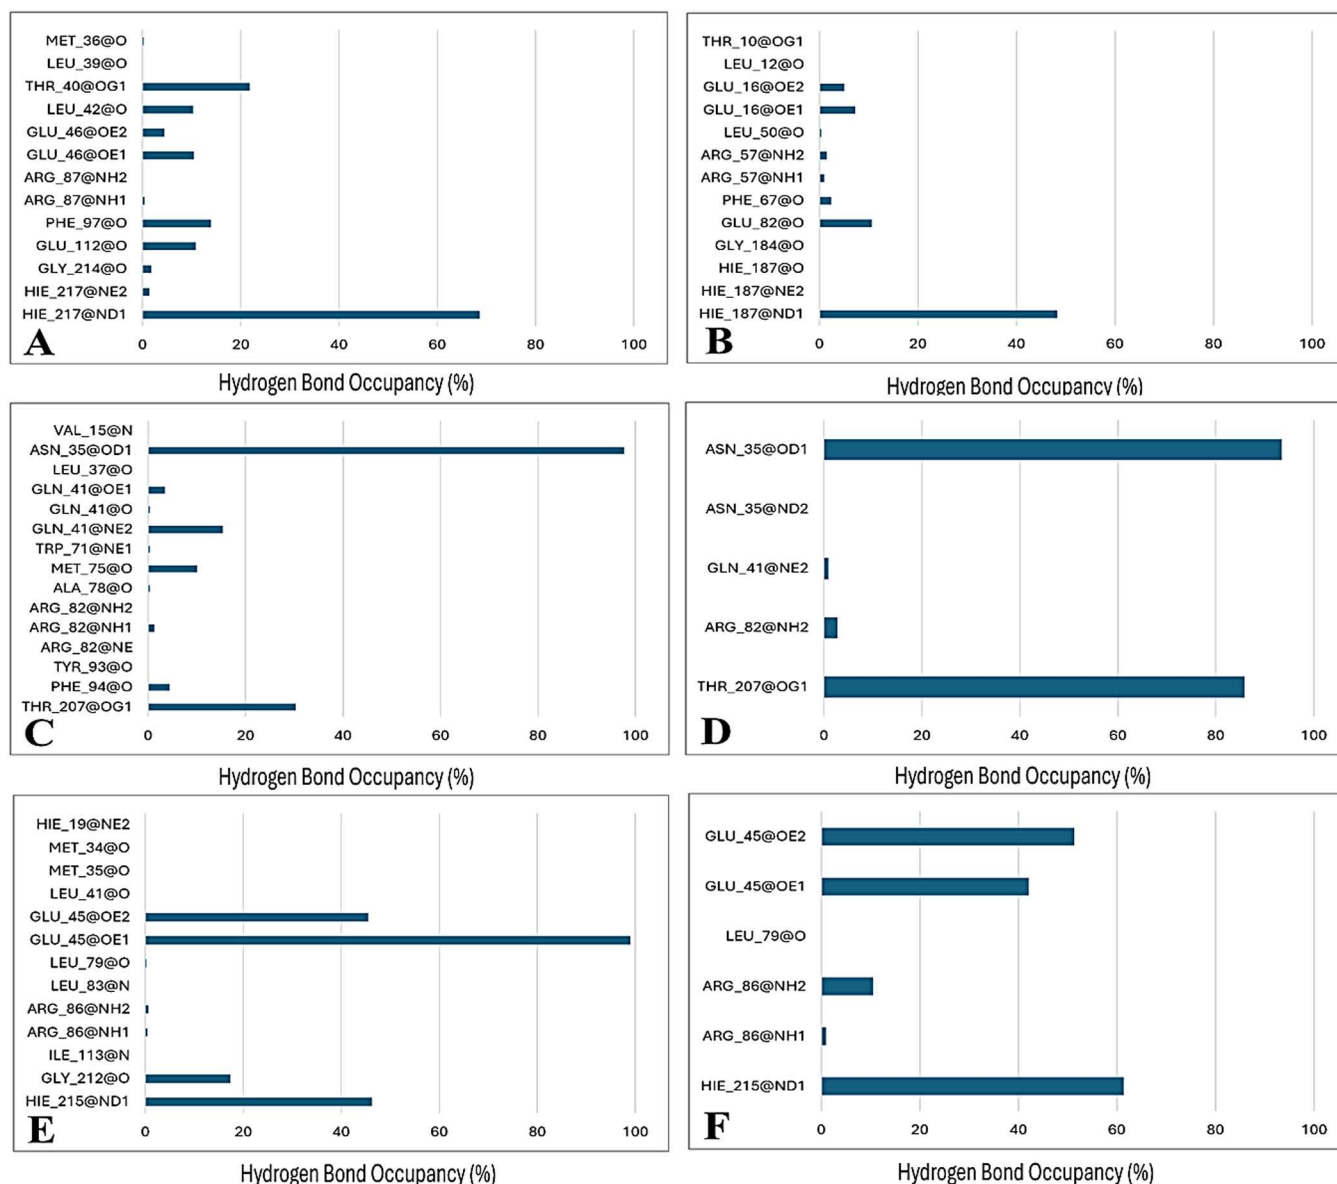 MET_36@O
LEU_39@O
THR_40@OG1
LEU_42@O
GLU_46@OE2
GLU_46@OE1
ARG_87@NH2
ARG_87@NH1
PHE_97@O
GLU_112@O
GLY_214@O
HIE_217@NE2
HIE_217@ND1
A
0 20 40 60 80 100
Hydrogen Bond Occupancy (%)
THR_10@OG1
LEU_12@O
GLU_16@OE2
GLU_16@OE1
LEU_50@O
ARG_57@NH2
ARG_57@NH1
PHE_67@O
GLU_82@O
GLY_184@O
HIE_187@O
HIE_187@NE2
HIE_187@ND1
B
0 20 40 60 80 100
Hydrogen Bond Occupancy (%)
VAL_15@N
ASN_35@OD1
LEU_37@O
GLN_41@OE1
GLN_41@O
GLN_41@NE2
TRP_71@NE1
MET_75@O
ALA_78@O
ARG_82@NH2
ARG_82@NH1
ARG_82@NE
TYR_93@O
PHE_94@O
THR_207@OG1
C
0 20 40 60 80 100
Hydrogen Bond Occupancy (%)
ASN_35@OD1
ASN_35@ND2
GLN_41@NE2
ARG_82@NH2
THR_207@OG1
D
0 20 40 60 80 100
Hydrogen Bond Occupancy (%)
HIE_19@NE2
MET_34@O
MET_35@O
LEU_41@O
GLU_45@OE2
GLU_45@OE1
LEU_79@O
LEU_83@N
ARG_86@NH2
ARG_86@NH1
ILE_113@N
GLY_212@O
HIE_215@ND1
E
0 20 40 60 80 100
Hydrogen Bond Occupancy (%)
GLU_45@OE2
GLU_45@OE1
LEU_79@O
ARG_86@NH2
ARG_86@NH1
HIE_215@ND1
F
0 20 40 60 80 100
Hydrogen Bond Occupancy (%)